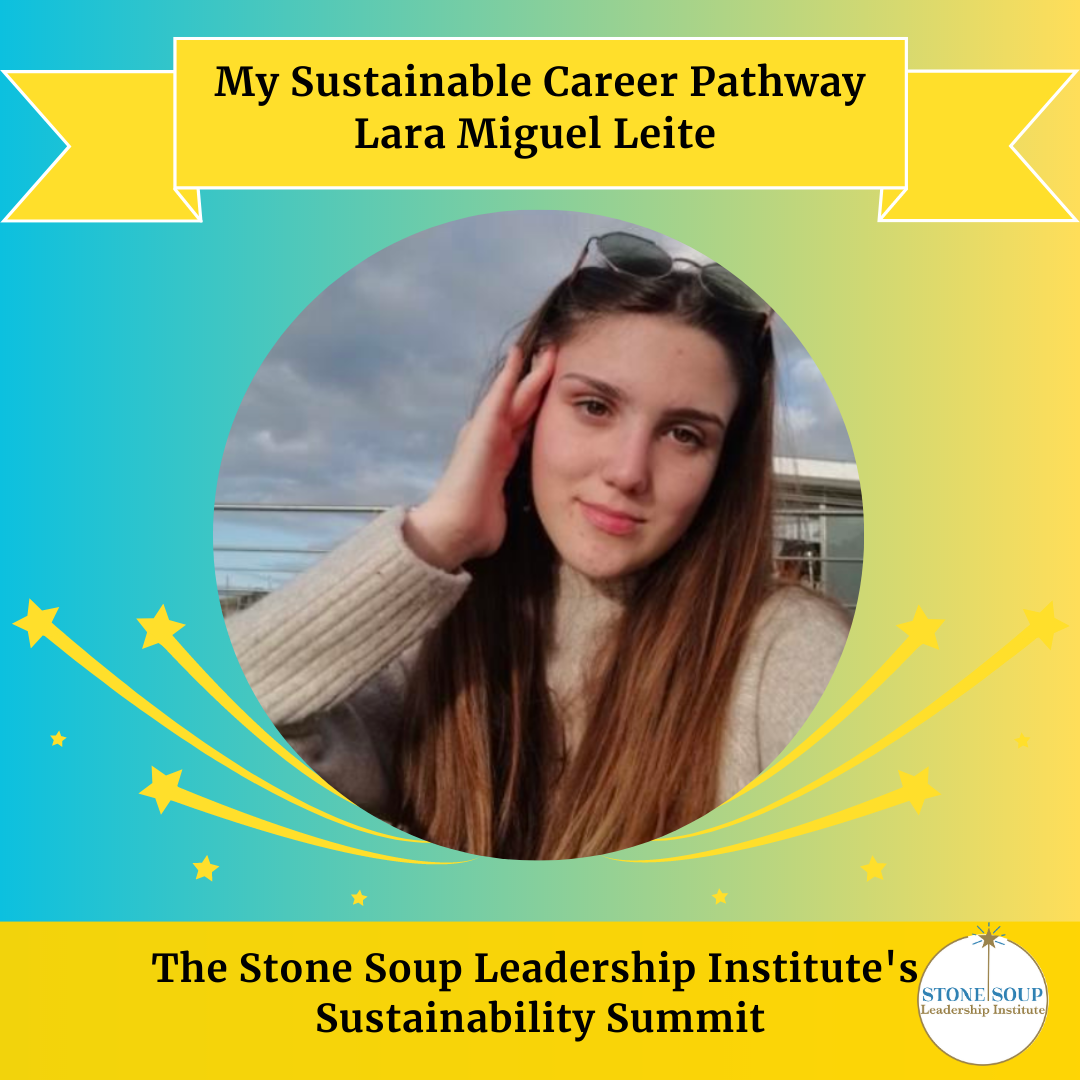 My Sustainable Career Pathway
Lara Miguel Leite
The Stone Soup Leadership Institute's
Sustainability Summit
STONE SOUP
Leadership Institute